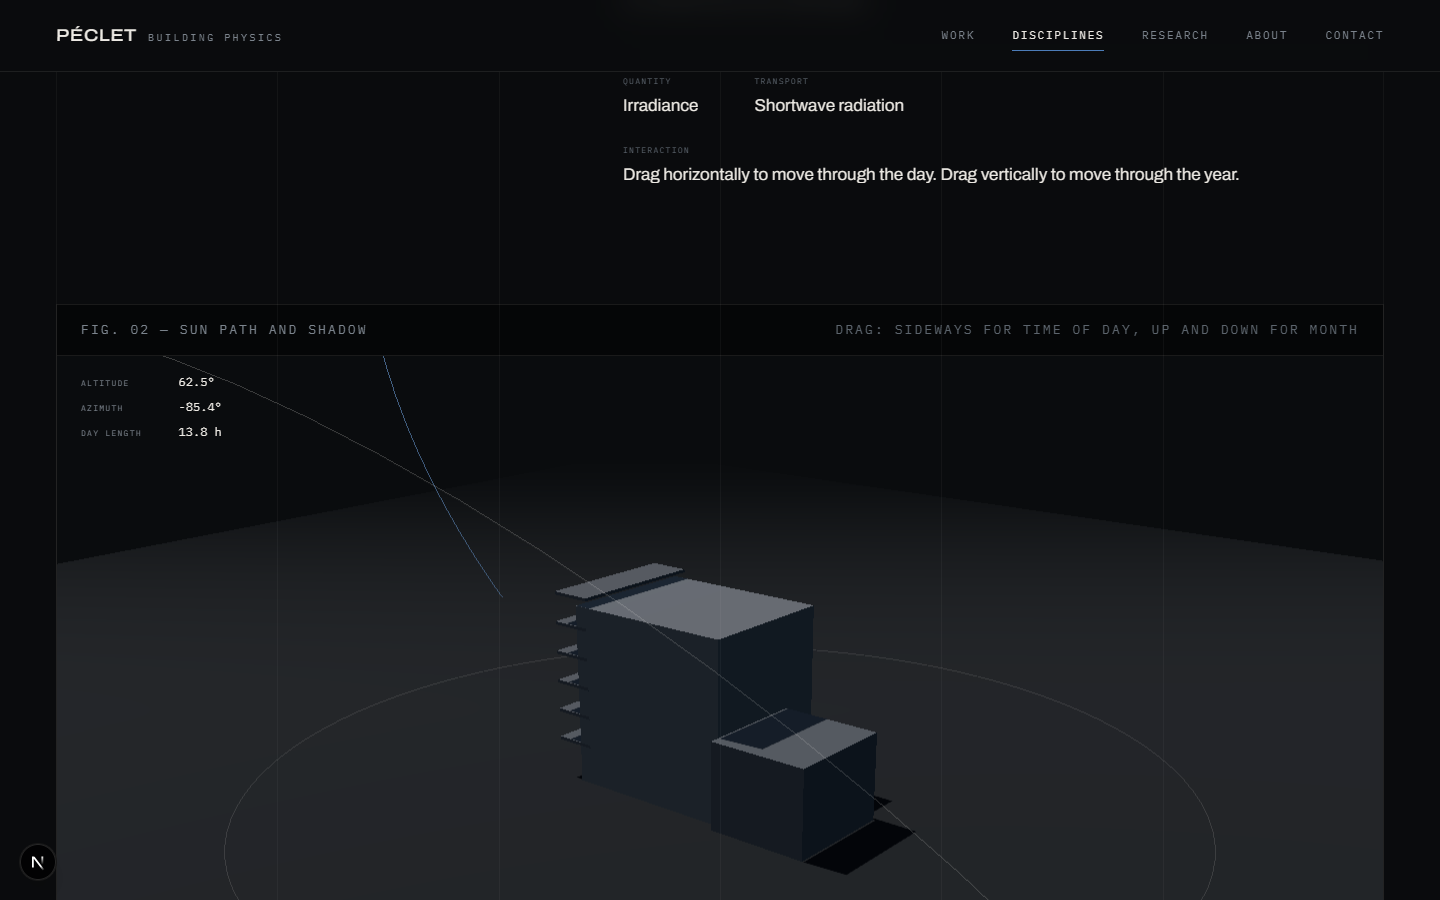 PÉCLET BUILDING PHYSICS
WORK DISCIPLINES RESEARCH ABOUT CONTACT
QUANTITY TRANSPORT
Irradiance Shortwave radiation
INTERACTION
Drag horizontally to move through the day. Drag vertically to move through the year.
FIG. 02 — SUN PATH AND SHADOW
DRAG: SIDEWAYS FOR TIME OF DAY, UP AND DOWN FOR MONTH
ALTITUDE 62.5°
AZIMUTH -85.4°
DAY LENGTH 13.8 h
N